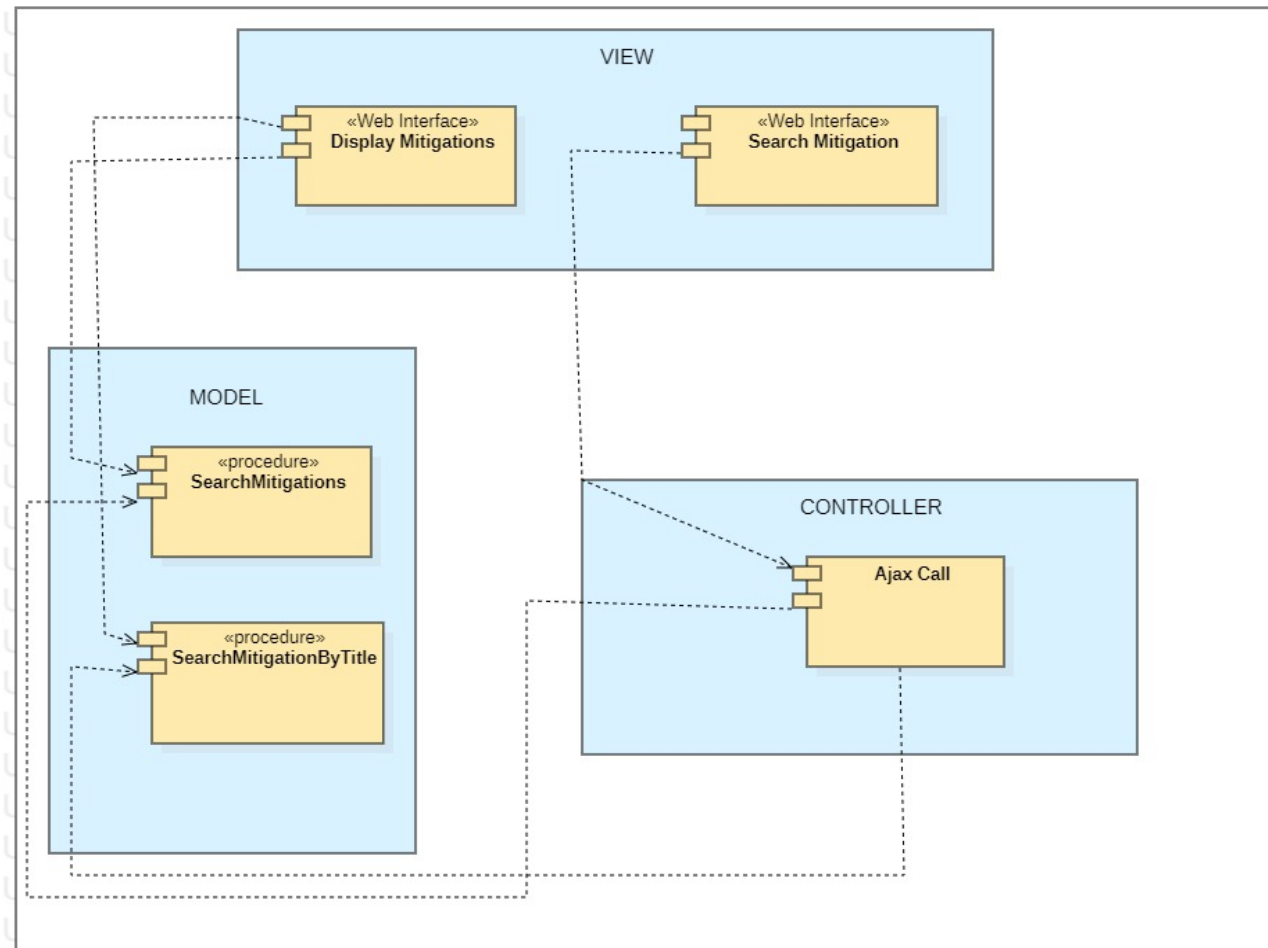 VIEW
«Web Interface»
Display Mitigations
«Web Interface»
Search Mitigation
MODEL
«procedure»
SearchMitigations
«procedure»
SearchMitigationByTitle
CONTROLLER
Ajax Call